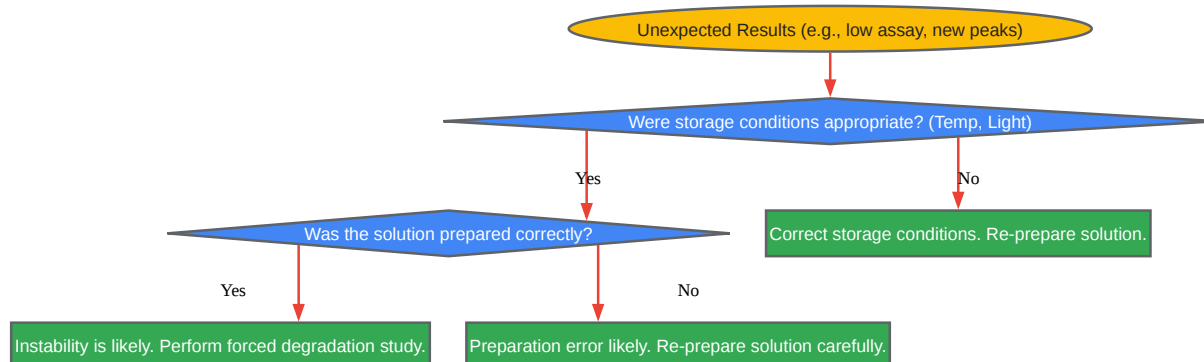 Unexpected Results (e.g., low assay, new peaks)
Were storage conditions appropriate? (Temp, Light)
Yes
No
Was the solution prepared correctly?
Correct storage conditions. Re-prepare solution.
Yes
No
Instability is likely. Perform forced degradation study.
Preparation error likely. Re-prepare solution carefully.